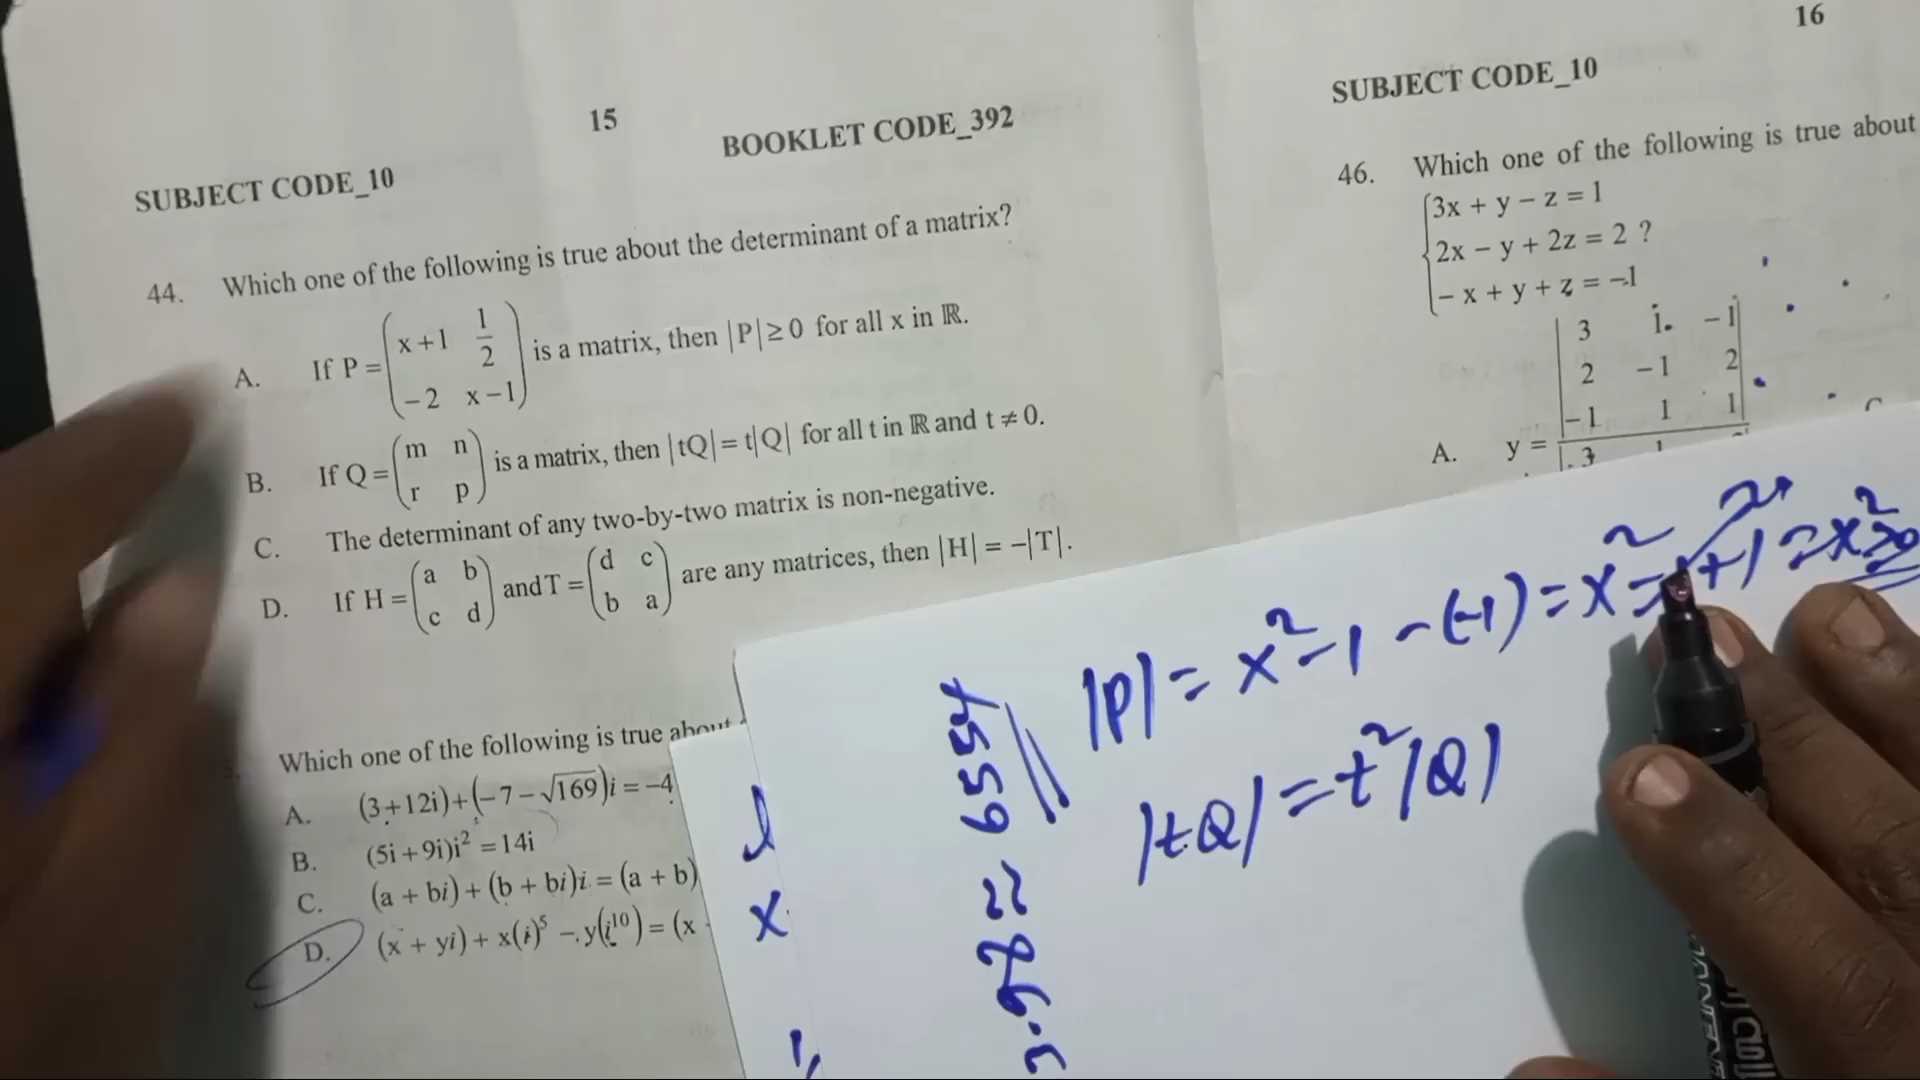 15
BOOKLET CODE_392
SUBJECT CODE_10
44. Which one of the following is true about the determinant of a matrix?
A. If P = (x+1 1/2
-2 x-1) is a matrix, then |P| ≥ 0 for all x in ℝ.
B. If Q = (m n
r p) is a matrix, then |tQ| = t|Q| for all t in ℝ and t ≠ 0.
C. The determinant of any two-by-two matrix is non-negative.
D. If H = (a b
c d) and T = (d c
b a) are any matrices, then |H| = -|T|.
Which one of the following is true about
A. (3+12i)+(-7-√169)i = -4
B. (5i+9i)i² = 14i
C. (a + bi) + (b + bi)i = (a + b)
D. (x + yi) + x(i)⁵ - y(i¹⁰) = (x
16
SUBJECT CODE_10
46. Which one of the following is true about
{3x + y - z = 1
2x - y + 2z = 2 ?
-x + y + z = -1
A. y = |3 1 -1|
|2 -1 2|
|-1 1 1|
3 1
|P| = x² - 1 - (-1) = x² - 1 + 1 = x² ≥ 0
|tQ| = t²|Q|
x